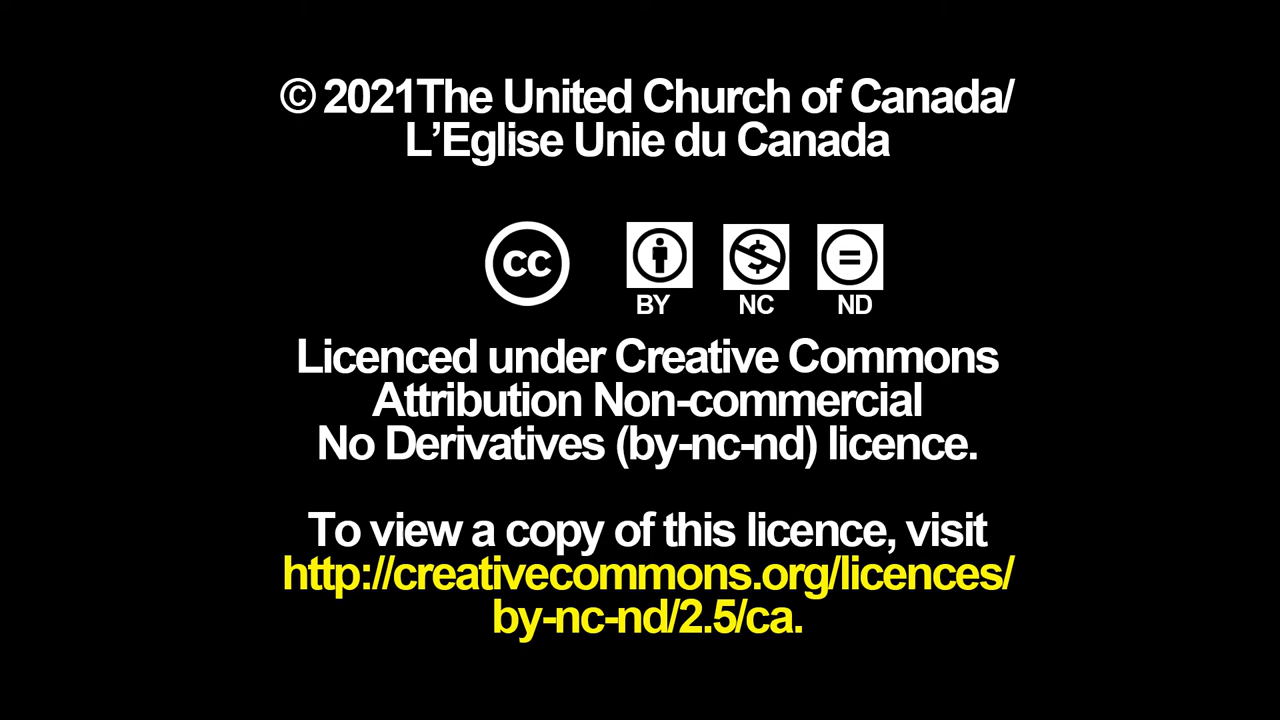 © 2021The United Church of Canada/
L’Eglise Unie du Canada
cc
BY NC ND
Licenced under Creative Commons
Attribution Non-commercial
No Derivatives (by-nc-nd) licence.
To view a copy of this licence, visit
http://creativecommons.org/licences/
by-nc-nd/2.5/ca.